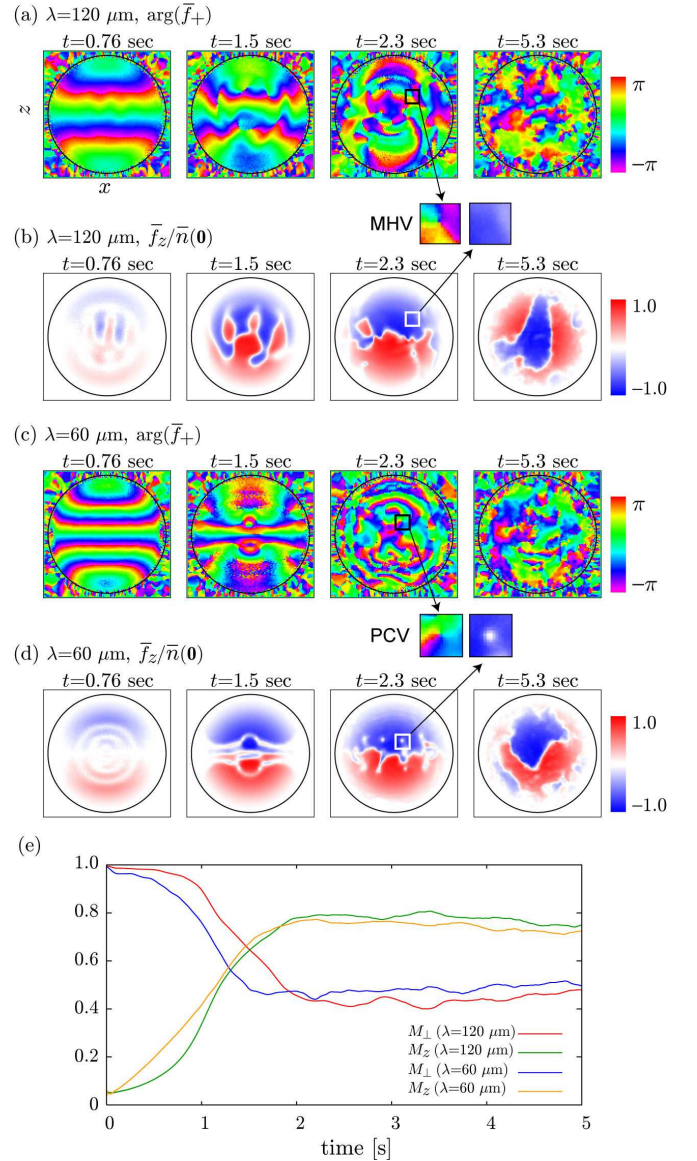 (a) λ=120 μm, arg(f̄₊)
t=0.76 sec t=1.5 sec t=2.3 sec t=5.3 sec
z
π
−π
x
MHV
(b) λ=120 μm, f̄_z/n̄(0)
t=0.76 sec t=1.5 sec t=2.3 sec t=5.3 sec
1.0
−1.0
(c) λ=60 μm, arg(f̄₊)
t=0.76 sec t=1.5 sec t=2.3 sec t=5.3 sec
π
−π
PCV
(d) λ=60 μm, f̄_z/n̄(0)
t=0.76 sec t=1.5 sec t=2.3 sec t=5.3 sec
1.0
−1.0
(e)
1.0
0.8
0.6
0.4
0.2
0
M⊥ (λ=120 μm)
M_z (λ=120 μm)
M⊥ (λ=60 μm)
M_z (λ=60 μm)
0 1 2 3 4 5
time [s]